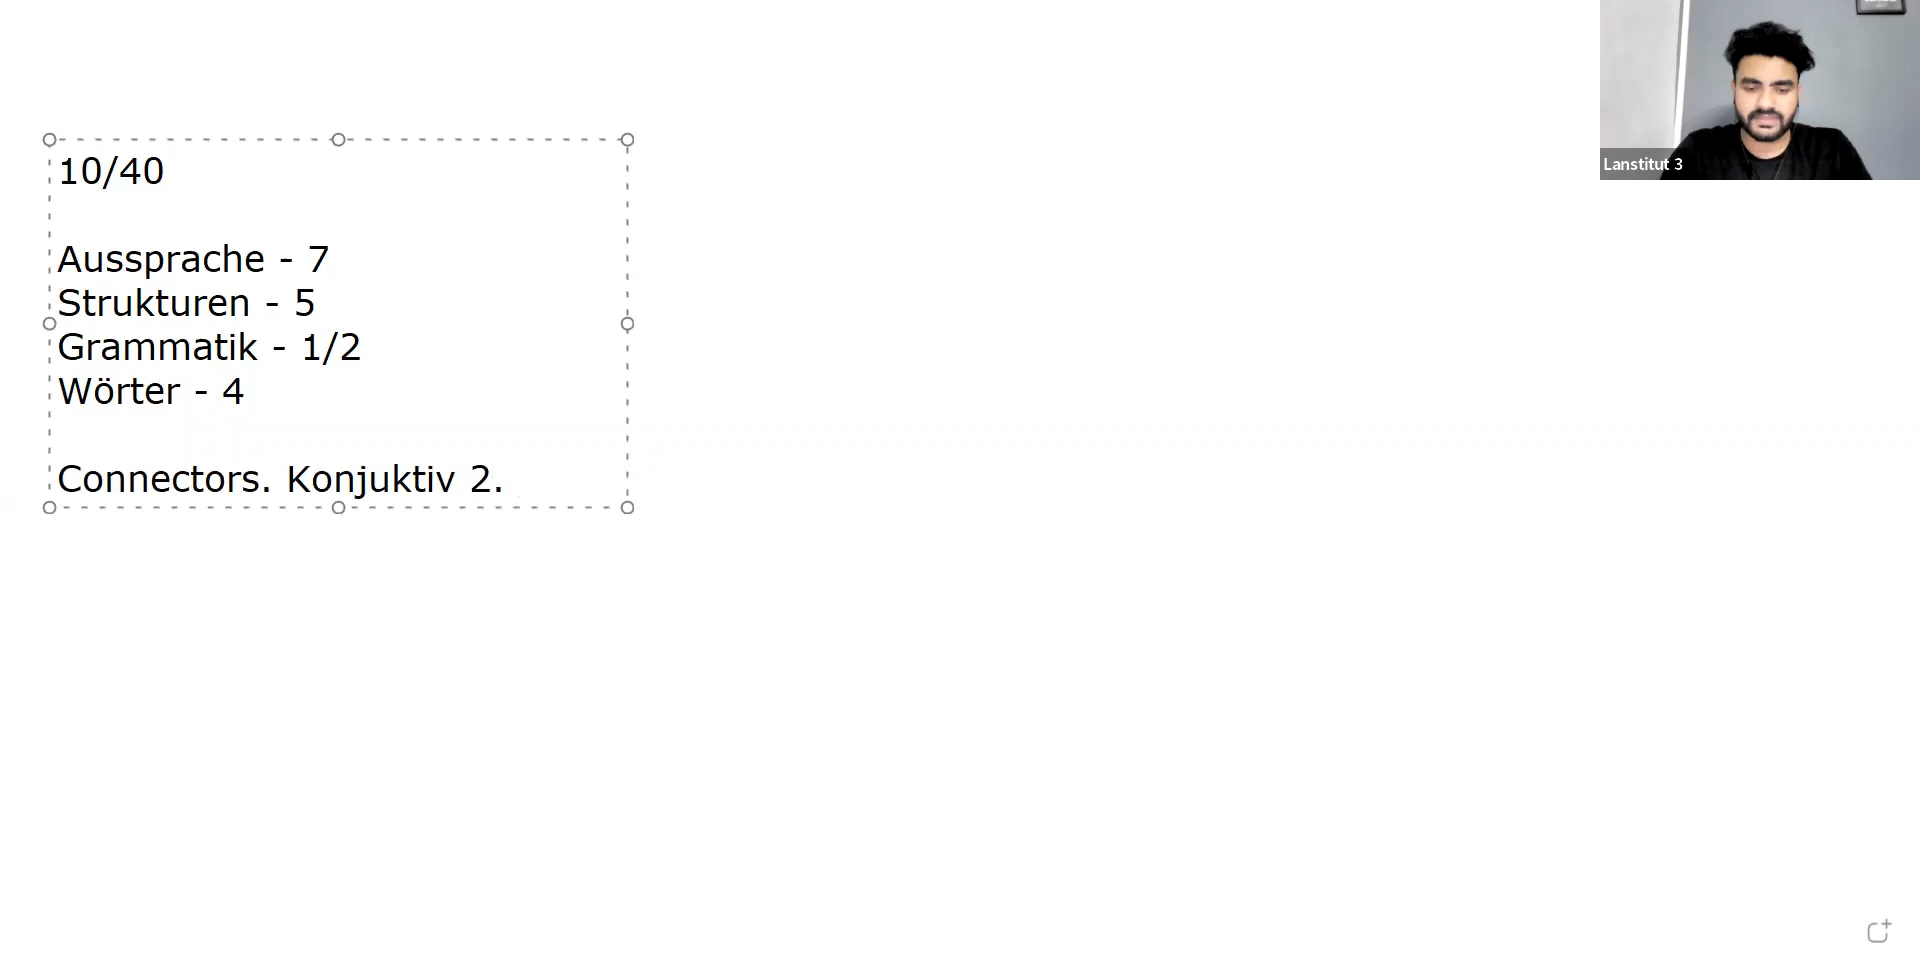 10/40
Aussprache - 7
Strukturen - 5
Grammatik - 1/2
Wörter - 4
Connectors. Konjuktiv 2.
Lanstitut 3